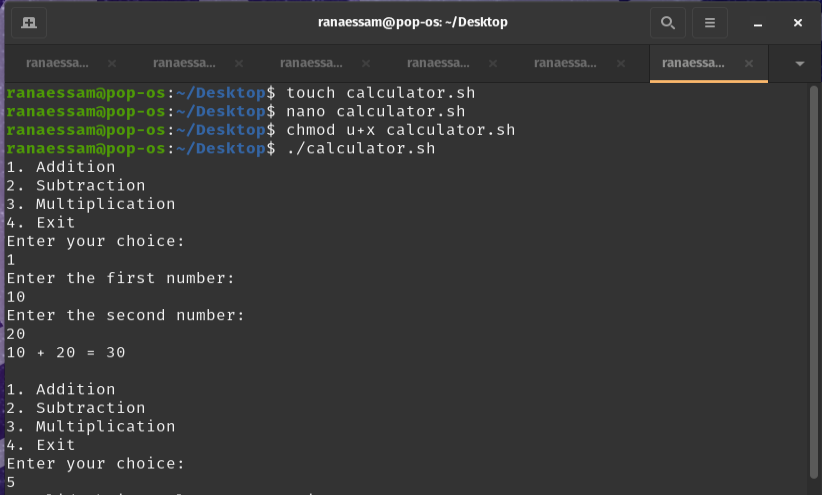 ranaessam@pop-os: ~/Desktop
ranaessa... ranaessa... ranaessa... ranaessa... ranaessa... ranaessa...
ranaessam@pop-os:~/Desktop$ touch calculator.sh
ranaessam@pop-os:~/Desktop$ nano calculator.sh
ranaessam@pop-os:~/Desktop$ chmod u+x calculator.sh
ranaessam@pop-os:~/Desktop$ ./calculator.sh
1. Addition
2. Subtraction
3. Multiplication
4. Exit
Enter your choice:
1
Enter the first number:
10
Enter the second number:
20
10 + 20 = 30
1. Addition
2. Subtraction
3. Multiplication
4. Exit
Enter your choice:
5